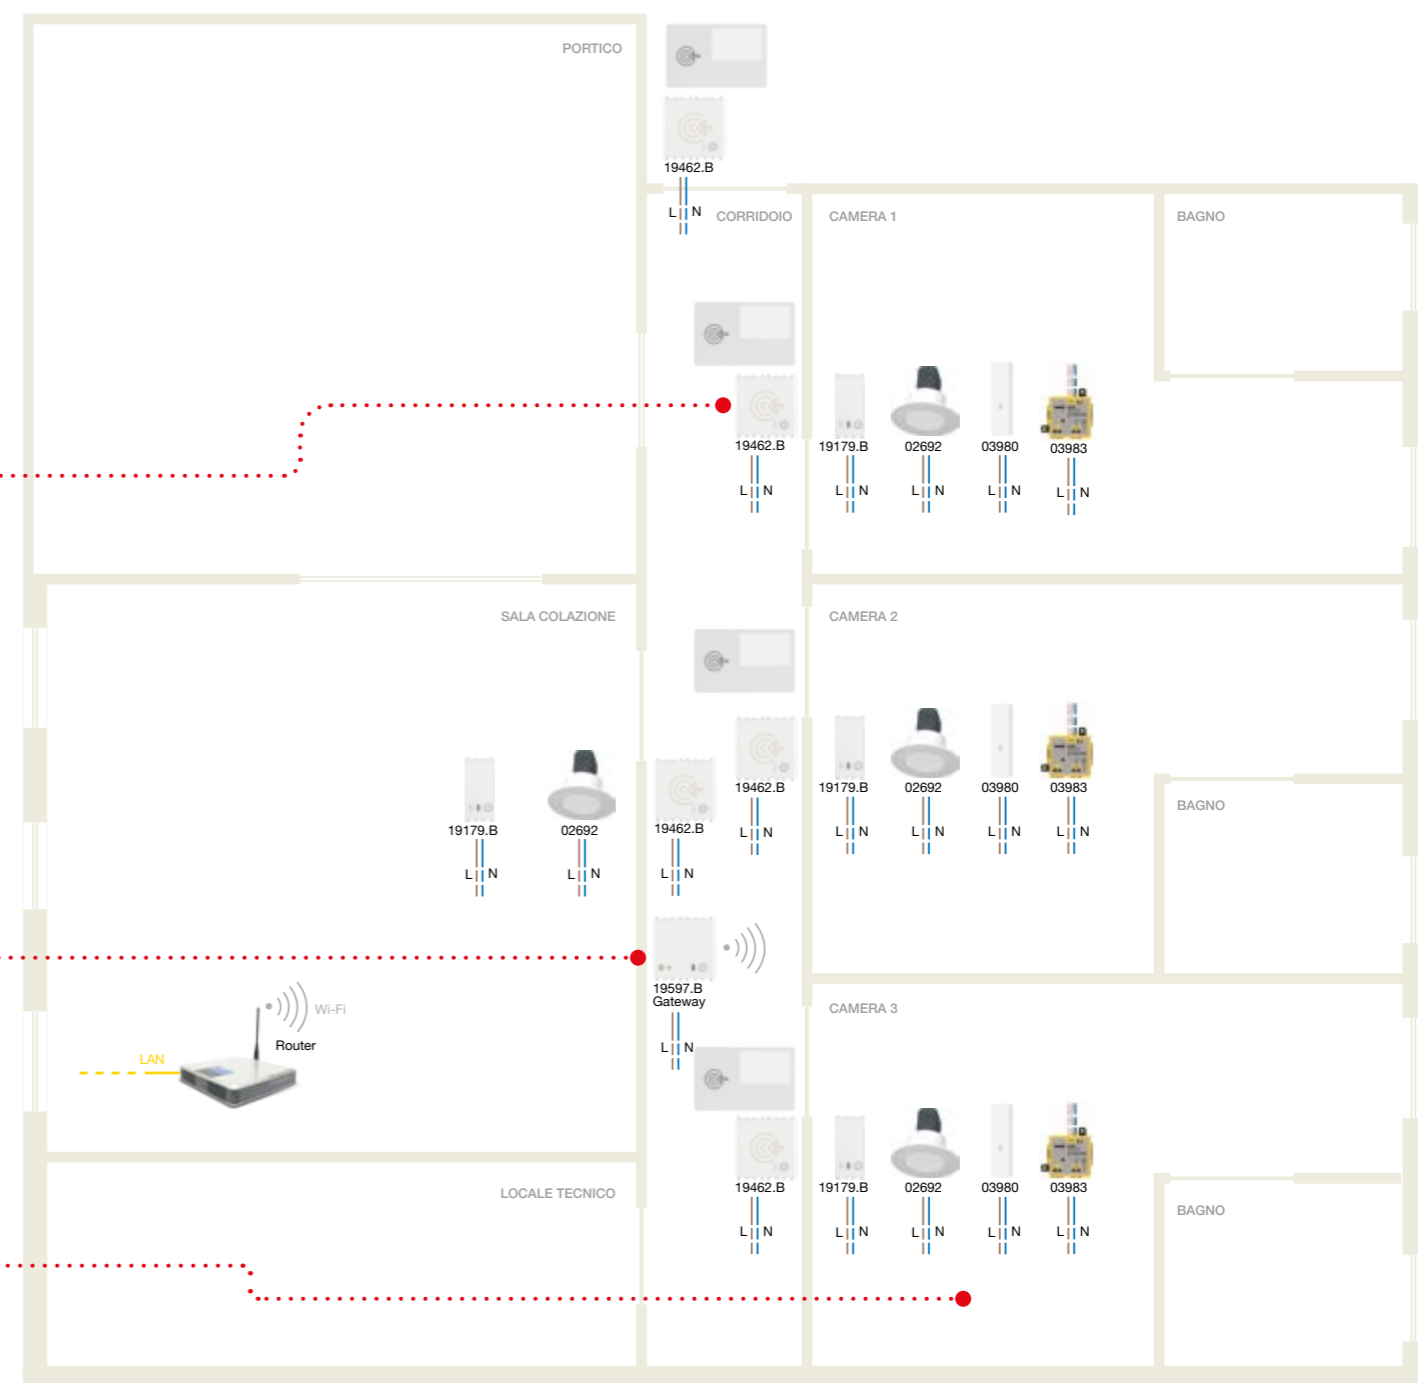 PORTICO
19462.B
L N
CORRIDOIO
CAMERA 1
BAGNO
19462.B
19179.B
02692
03980
03983
L N
L N
L N
L N
L N
SALA COLAZIONE
CAMERA 2
19462.B
19179.B
02692
03980
03983
L N
L N
L N
L N
L N
BAGNO
19179.B
02692
19462.B
L N
L N
L N
19597.B
Gateway
L N
Wi-Fi
Router
LAN
CAMERA 3
19462.B
19179.B
02692
03980
03983
L N
L N
L N
L N
L N
LOCALE TECNICO
BAGNO